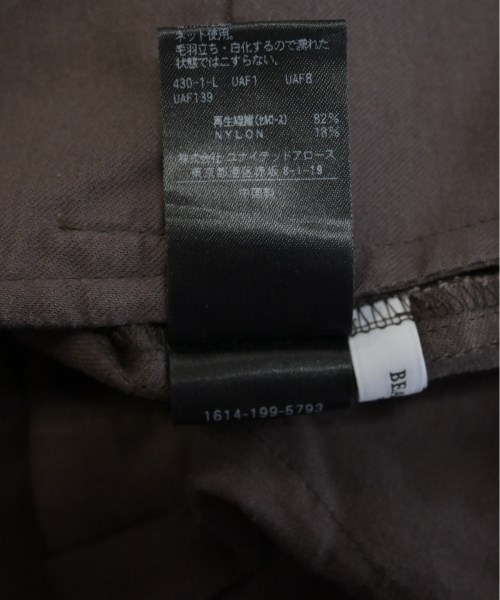 ネット使用。
毛羽立ち・白化するので濡れた
状態ではこすらない。
430-1-L UAF1 UAF8
UAF139
再生繊維(セルロース) 82%
NYLON 18%
株式会社 ユナイテッドアローズ
東京都港区赤坂 8-1-19
中国製
1614-199-5793
BEA